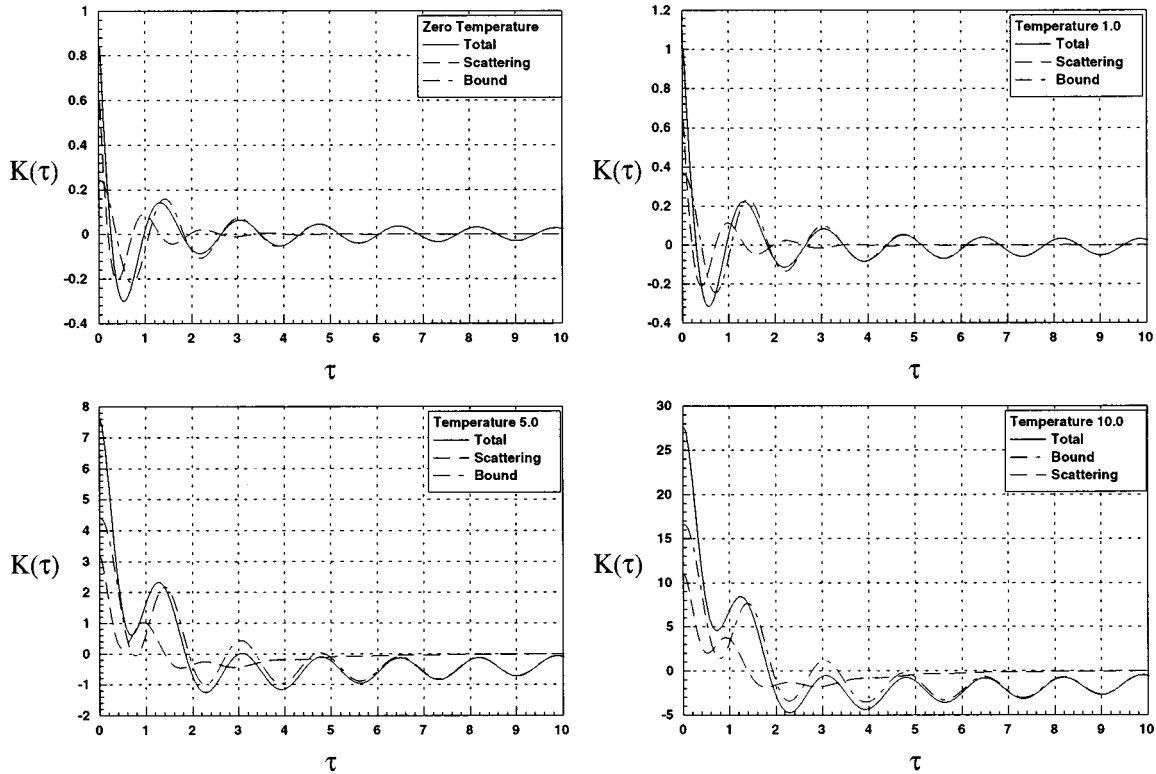 Zero Temperature
Total
Scattering
Bound
1
0.8
0.6
0.4
0.2
0
-0.2
-0.4
K(τ)
0 1 2 3 4 5 6 7 8 9 10
τ
Temperature 1.0
Total
Scattering
Bound
1.2
1
0.8
0.6
0.4
0.2
0
-0.2
-0.4
K(τ)
0 1 2 3 4 5 6 7 8 9 10
τ
Temperature 5.0
Total
Scattering
Bound
8
7
6
5
4
3
2
1
0
-1
-2
K(τ)
0 1 2 3 4 5 6 7 8 9 10
τ
Temperature 10.0
Total
Bound
Scattering
30
25
20
15
10
5
0
-5
K(τ)
0 1 2 3 4 5 6 7 8 9 10
τ